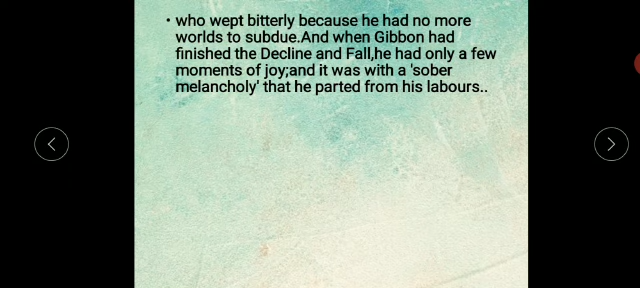 • who wept bitterly because he had no more
worlds to subdue.And when Gibbon had
finished the Decline and Fall,he had only a few
moments of joy;and it was with a 'sober
melancholy' that he parted from his labours..